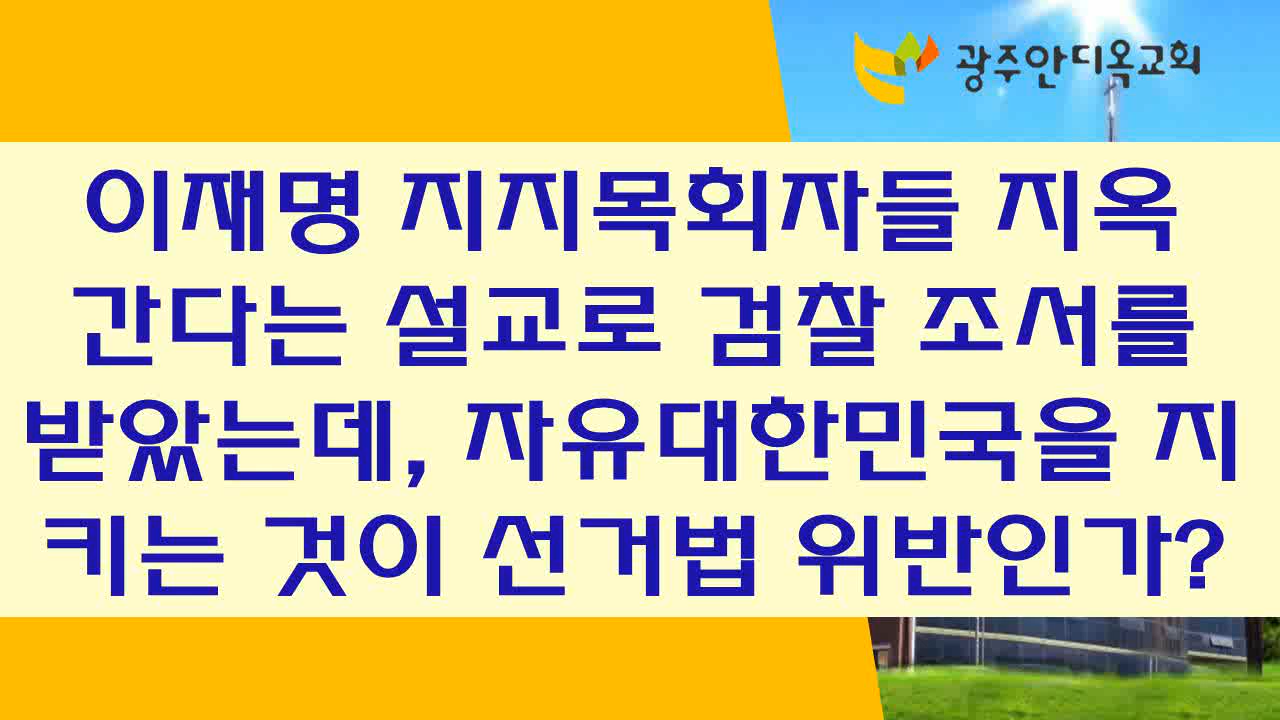 광주안디옥교회
이재명 지지목회자들 지옥
간다는 설교로 검찰 조서를
받았는데, 자유대한민국을 지
키는 것이 선거법 위반인가?